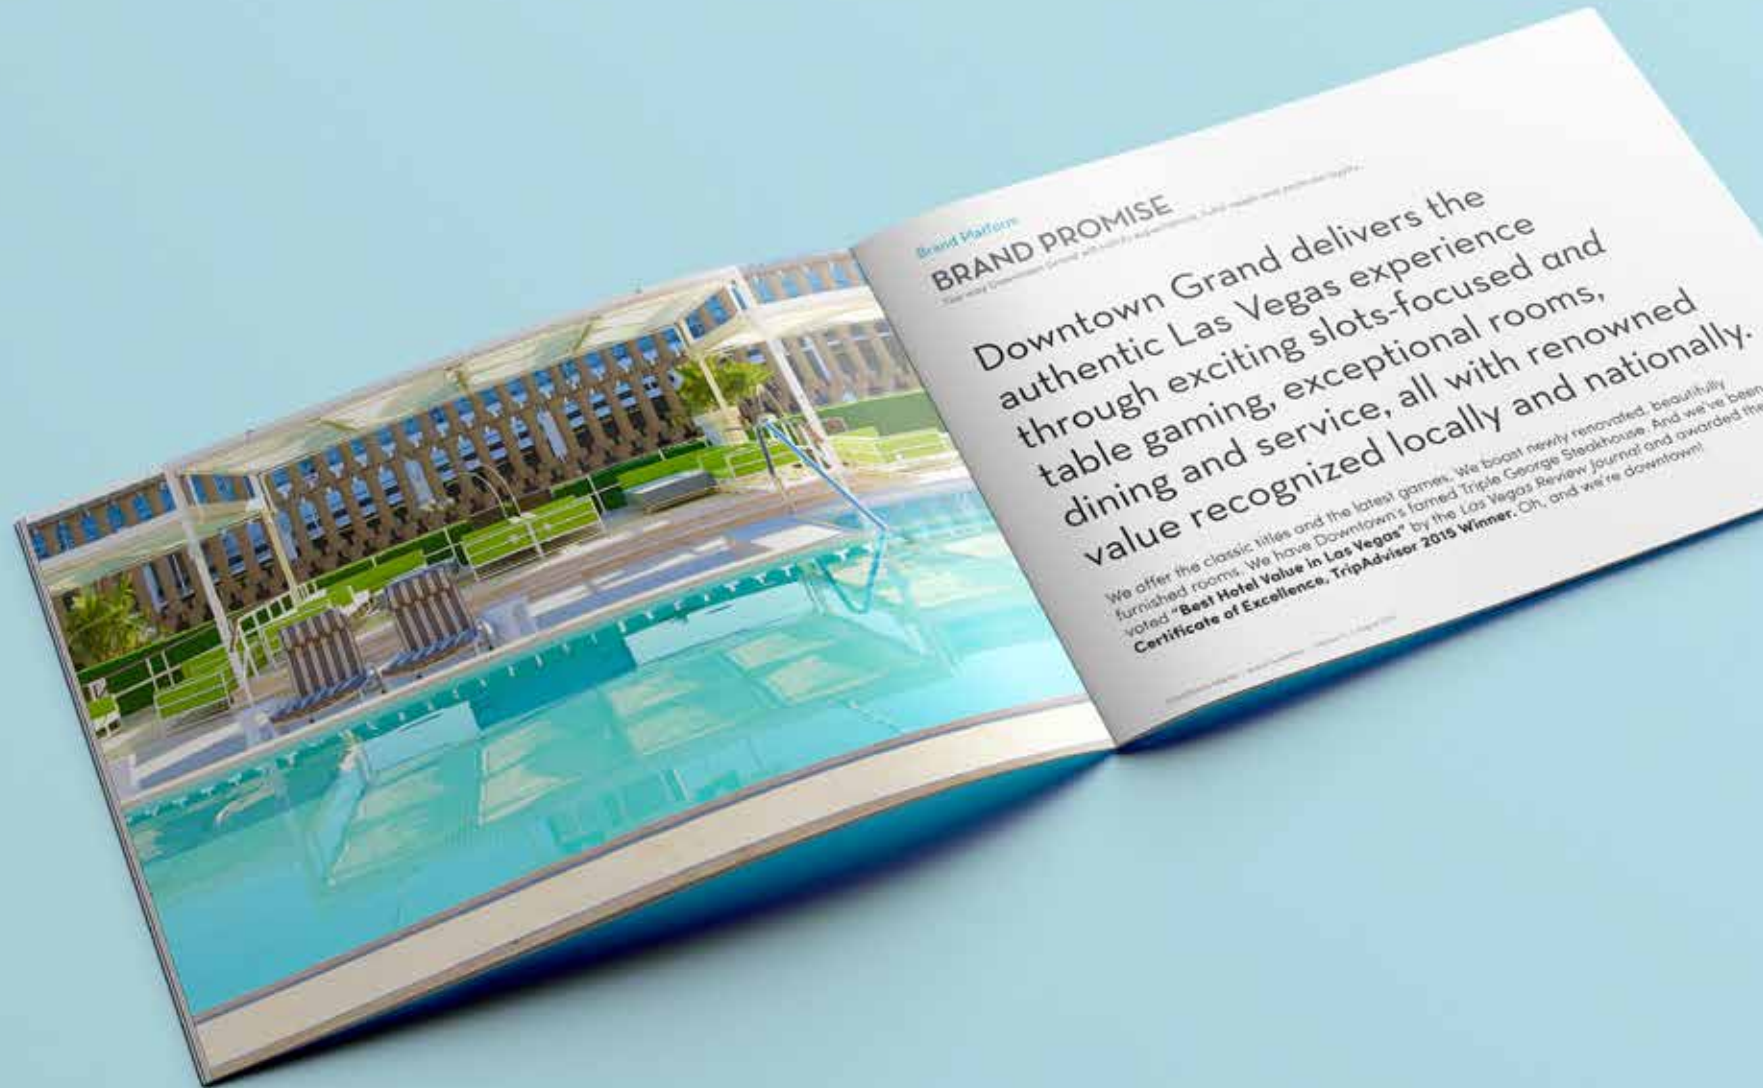 Brand Platform
BRAND PROMISE
Downtown Grand delivers the
authentic Las Vegas experience
through exciting slots-focused and
table gaming, exceptional rooms,
dining and service, all with renowned
value recognized locally and nationally.
We offer the classic titles and the latest games. We boast newly renovated, beautifully
furnished rooms. We have Downtown's famed Triple George Steakhouse. And we've been
voted "Best Hotel Value in Las Vegas" by the Las Vegas Review Journal and awarded the
Certificate of Excellence, TripAdvisor 2015 Winner. Oh, and we're downtown!